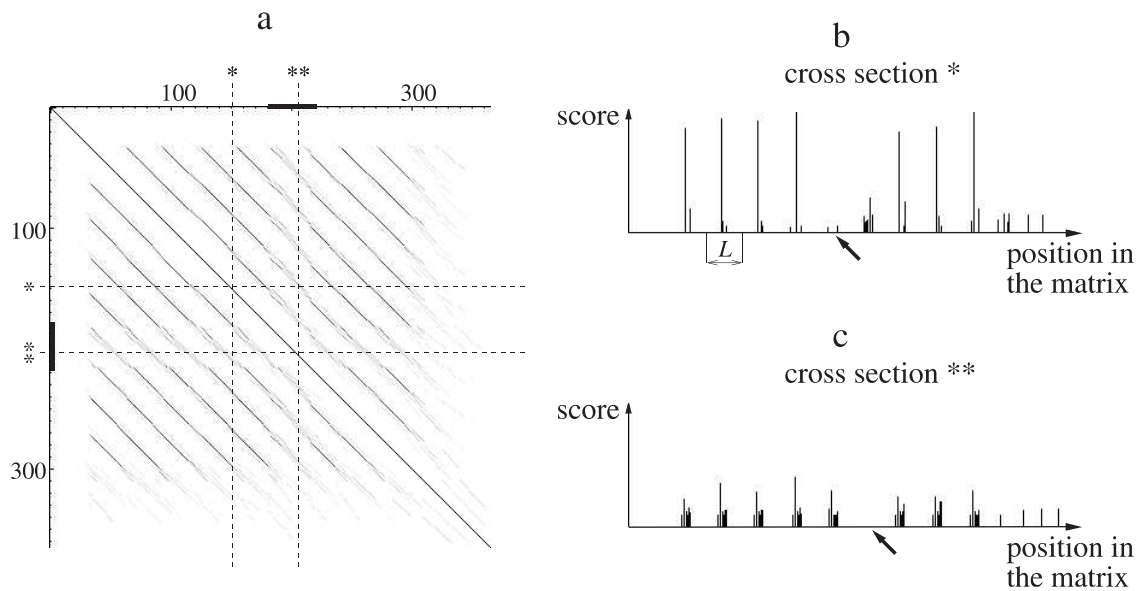 a
* **
100 300
100
*
*
*
300
b
cross section *
score
L
position in
the matrix
c
cross section **
score
position in
the matrix